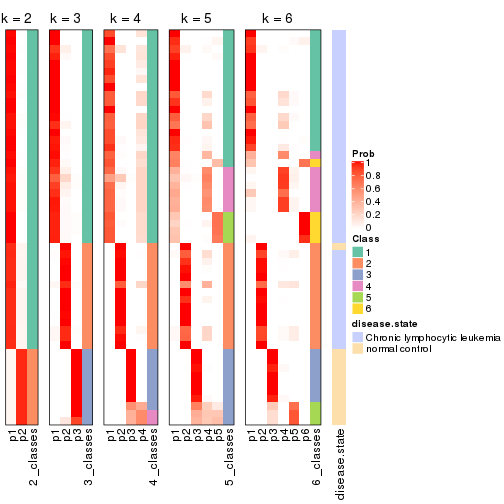 k = 2 k = 3 k = 4 k = 5 k = 6
p1 p2 2_classes p1 p2 p3 3_classes p1 p2 p3 p4 4_classes p1 p2 p3 p4 p5 5_classes p1 p2 p3 p4 p5 p6 6_classes disease.state
Prob
1
0.8
0.6
0.4
0.2
0
Class
1
2
3
4
5
6
disease.state
Chronic lymphocytic leukemia
normal control